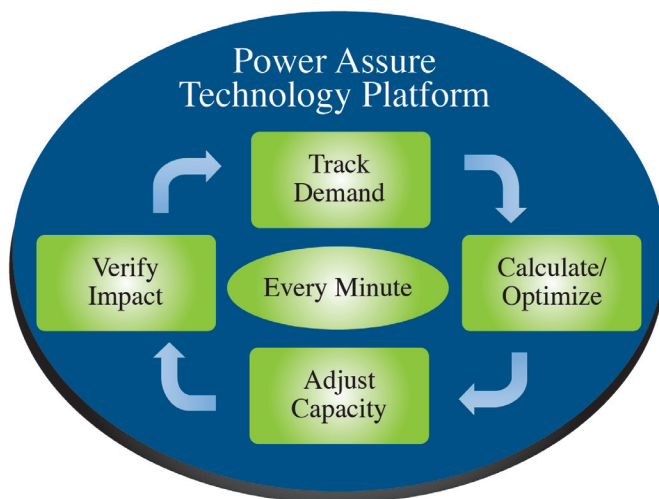 Power Assure
Technology Platform
Track
Demand
Verify
Impact
Every Minute
Calculate/
Optimize
Adjust
Capacity